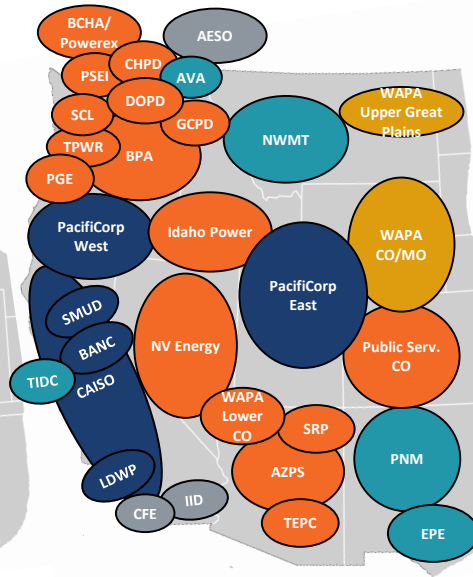 BCHA/
Powerex
AESO
CHPD
PSEI
AVA
DOPD
SCL
GCPD
WAPA
Upper Great
Plains
NWMT
TPWR
BPA
PGE
PacifiCorp
West
Idaho Power
WAPA
CO/MO
PacifiCorp
East
SMUD
BANC
NV Energy
Public Serv.
CO
TIDC
CAISO
WAPA
Lower
CO
SRP
PNM
AZPS
LDWP
IID
CFE
TEPC
EPE